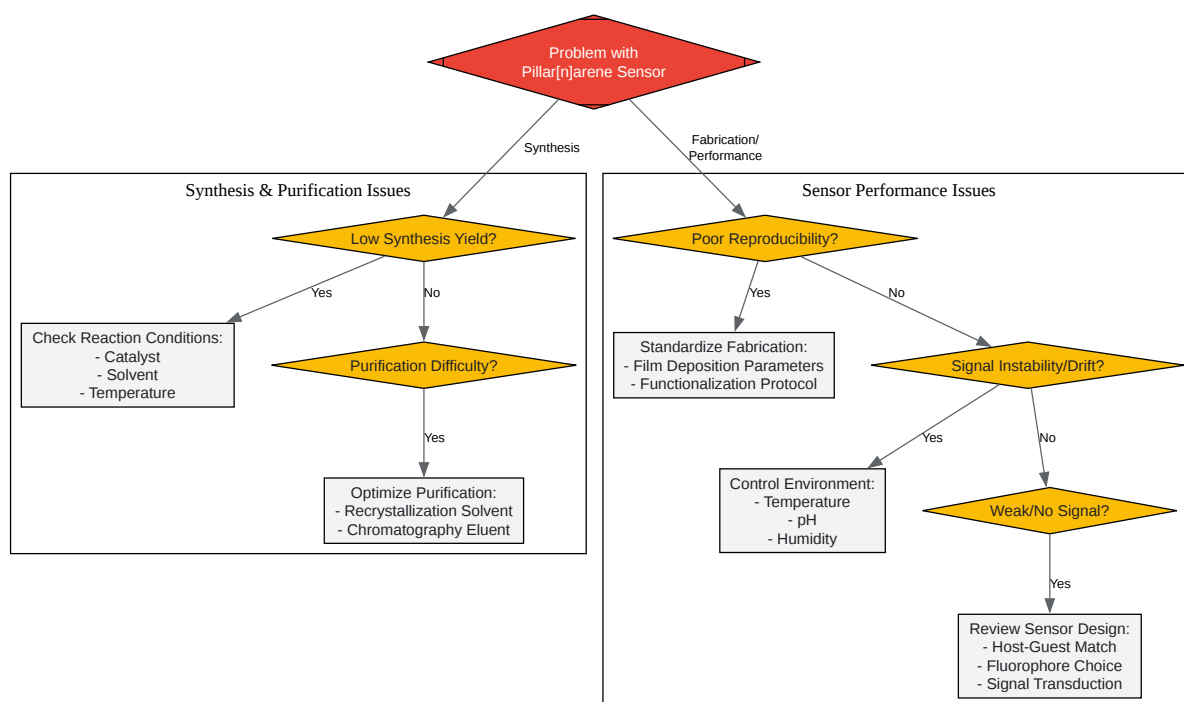 Problem with
Pillar[n]arene Sensor
Synthesis
Fabrication/
Performance
Synthesis & Purification Issues
Low Synthesis Yield?
Yes
No
Check Reaction Conditions:
- Catalyst
- Solvent
- Temperature
Purification Difficulty?
Yes
Optimize Purification:
- Recrystallization Solvent
- Chromatography Eluent
Sensor Performance Issues
Poor Reproducibility?
Yes
No
Standardize Fabrication:
- Film Deposition Parameters
- Functionalization Protocol
Signal Instability/Drift?
Yes
No
Control Environment:
- Temperature
- pH
- Humidity
Weak/No Signal?
Yes
Review Sensor Design:
- Host-Guest Match
- Fluorophore Choice
- Signal Transduction